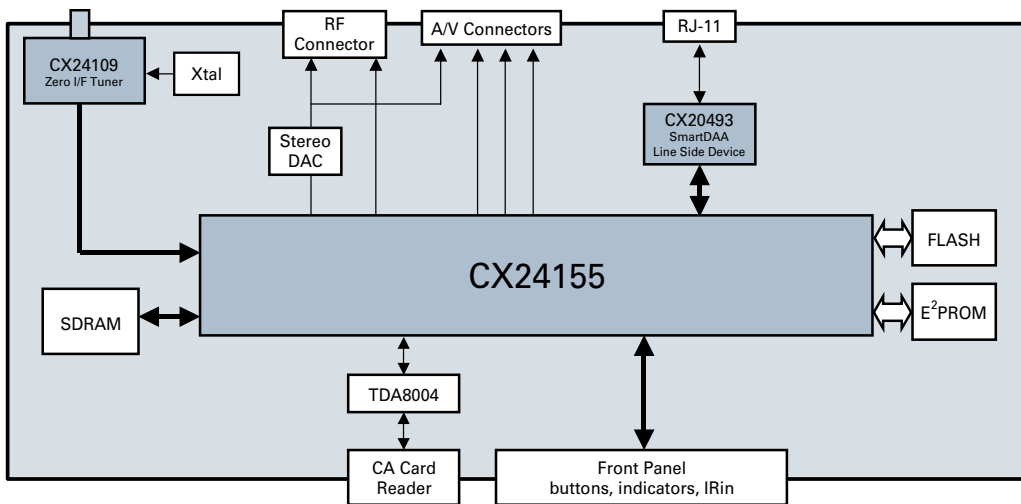 RF
Connector
A/V Connectors
RJ-11
CX24109
Zero I/F Tuner
Xtal
CX20493
SmartDAA
Line Side Device
Stereo
DAC
CX24155
FLASH
SDRAM
E²PROM
TDA8004
CA Card
Reader
Front Panel
buttons, indicators, IRin